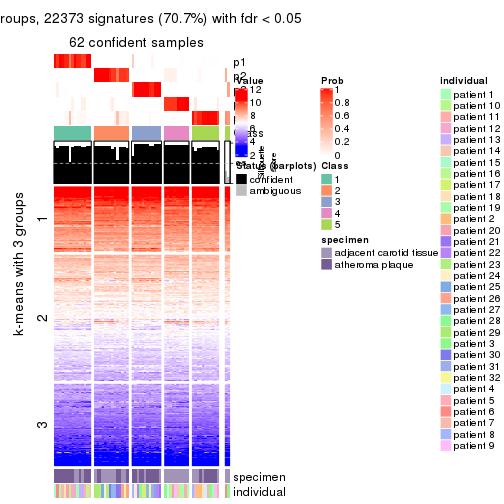 roups, 22373 signatures (70.7%) with fdr < 0.05
62 confident samples
p1
p2
Class
Silhouette
score
k-means with 3 groups
1
2
3
specimen
individual
Value
12
10
8
6
4
2
Status (barplots)
confident
ambiguous
Prob
1
0.8
0.6
0.4
0.2
0
Class
1
2
3
4
5
specimen
adjacent carotid tissue
atheroma plaque
individual
patient 1
patient 10
patient 11
patient 12
patient 13
patient 14
patient 15
patient 16
patient 17
patient 18
patient 19
patient 2
patient 20
patient 21
patient 22
patient 23
patient 24
patient 25
patient 26
patient 27
patient 28
patient 29
patient 3
patient 30
patient 31
patient 32
patient 4
patient 5
patient 6
patient 7
patient 8
patient 9